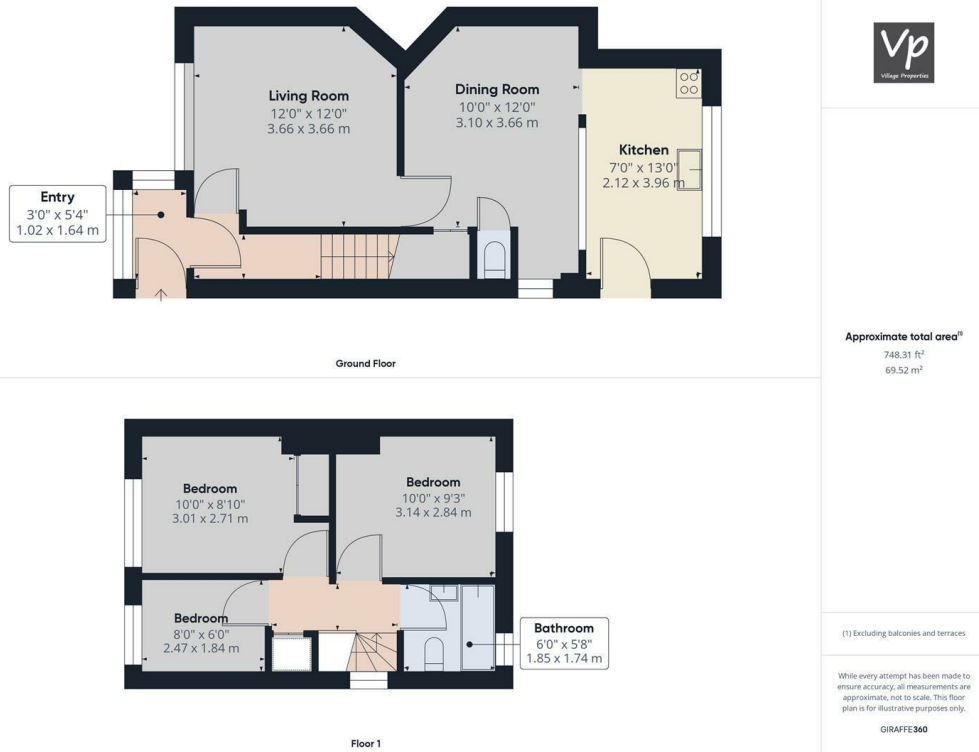 Living Room
12'0" x 12'0"
3.66 x 3.66 m
Dining Room
10'0" x 12'0"
3.10 x 3.66 m
Kitchen
7'0" x 13'0"
2.12 x 3.96 m
Entry
3'0" x 5'4"
1.02 x 1.64 m
Ground Floor
Bedroom
10'0" x 8'10"
3.01 x 2.71 m
Bedroom
10'0" x 9'3"
3.14 x 2.84 m
Bedroom
8'0" x 6'0"
2.47 x 1.84 m
Bathroom
6'0" x 5'8"
1.85 x 1.74 m
Floor 1
Vp
Village Properties
Approximate total area⁽¹⁾
748.31 ft²
69.52 m²
(1) Excluding balconies and terraces
While every attempt has been made to
ensure accuracy, all measurements are
approximate, not to scale. This floor
plan is for illustrative purposes only.
GIRAFFE360